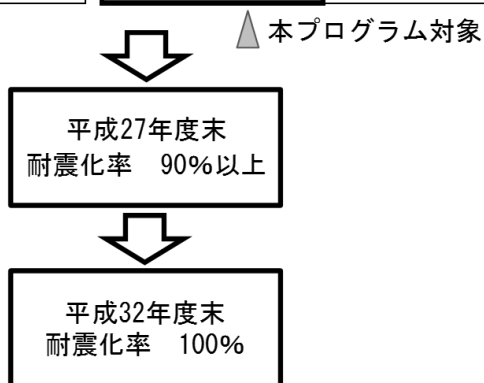 本プログラム対象
平成27年度末
耐震化率　90%以上
平成32年度末
耐震化率　100%